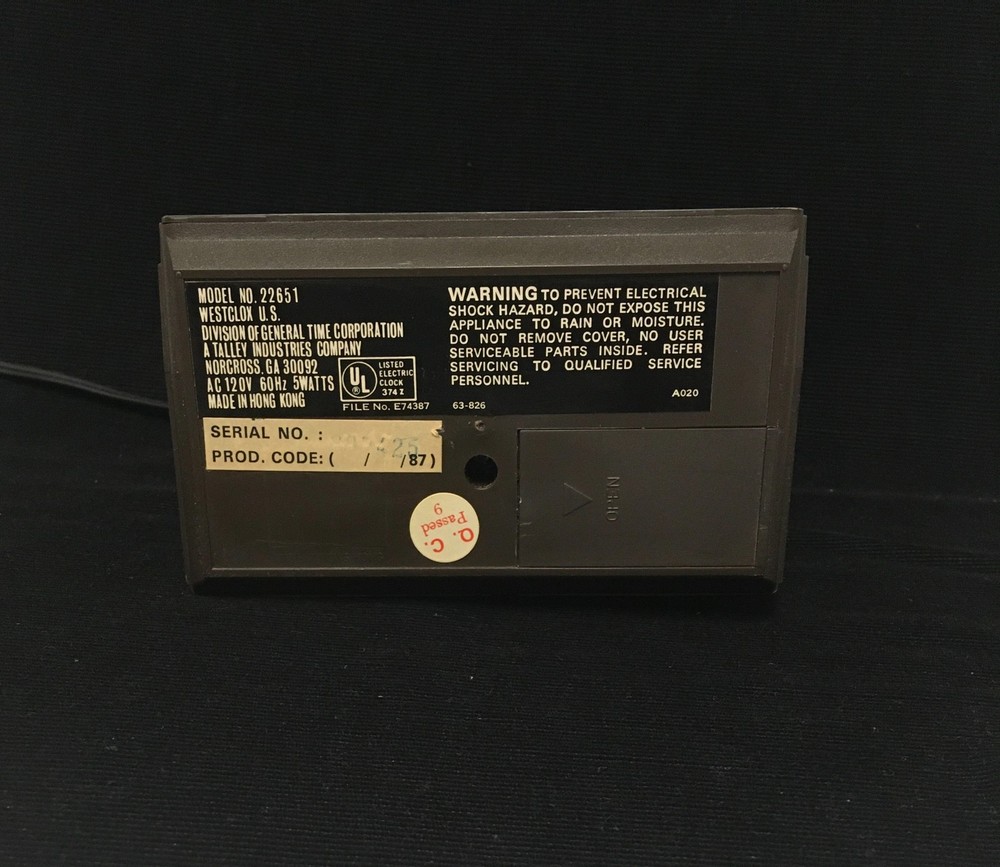 MODEL NO. 22651
WESTCLOX U.S.
DIVISION OF GENERAL TIME CORPORATION
A TALLEY INDUSTRIES COMPANY
NORCROSS, GA 30092
AC 120V 60Hz 5WATTS
MADE IN HONG KONG
UL
®
LISTED
ELECTRIC
CLOCK
374 Z
FILE No. E74387
63-826
WARNING TO PREVENT ELECTRICAL
SHOCK HAZARD, DO NOT EXPOSE THIS
APPLIANCE TO RAIN OR MOISTURE.
DO NOT REMOVE COVER, NO USER
SERVICEABLE PARTS INSIDE. REFER
SERVICING TO QUALIFIED SERVICE
PERSONNEL.
A020
SERIAL NO. :
PROD. CODE: ( / /87)
Q. C.
Passed
9
OPEN